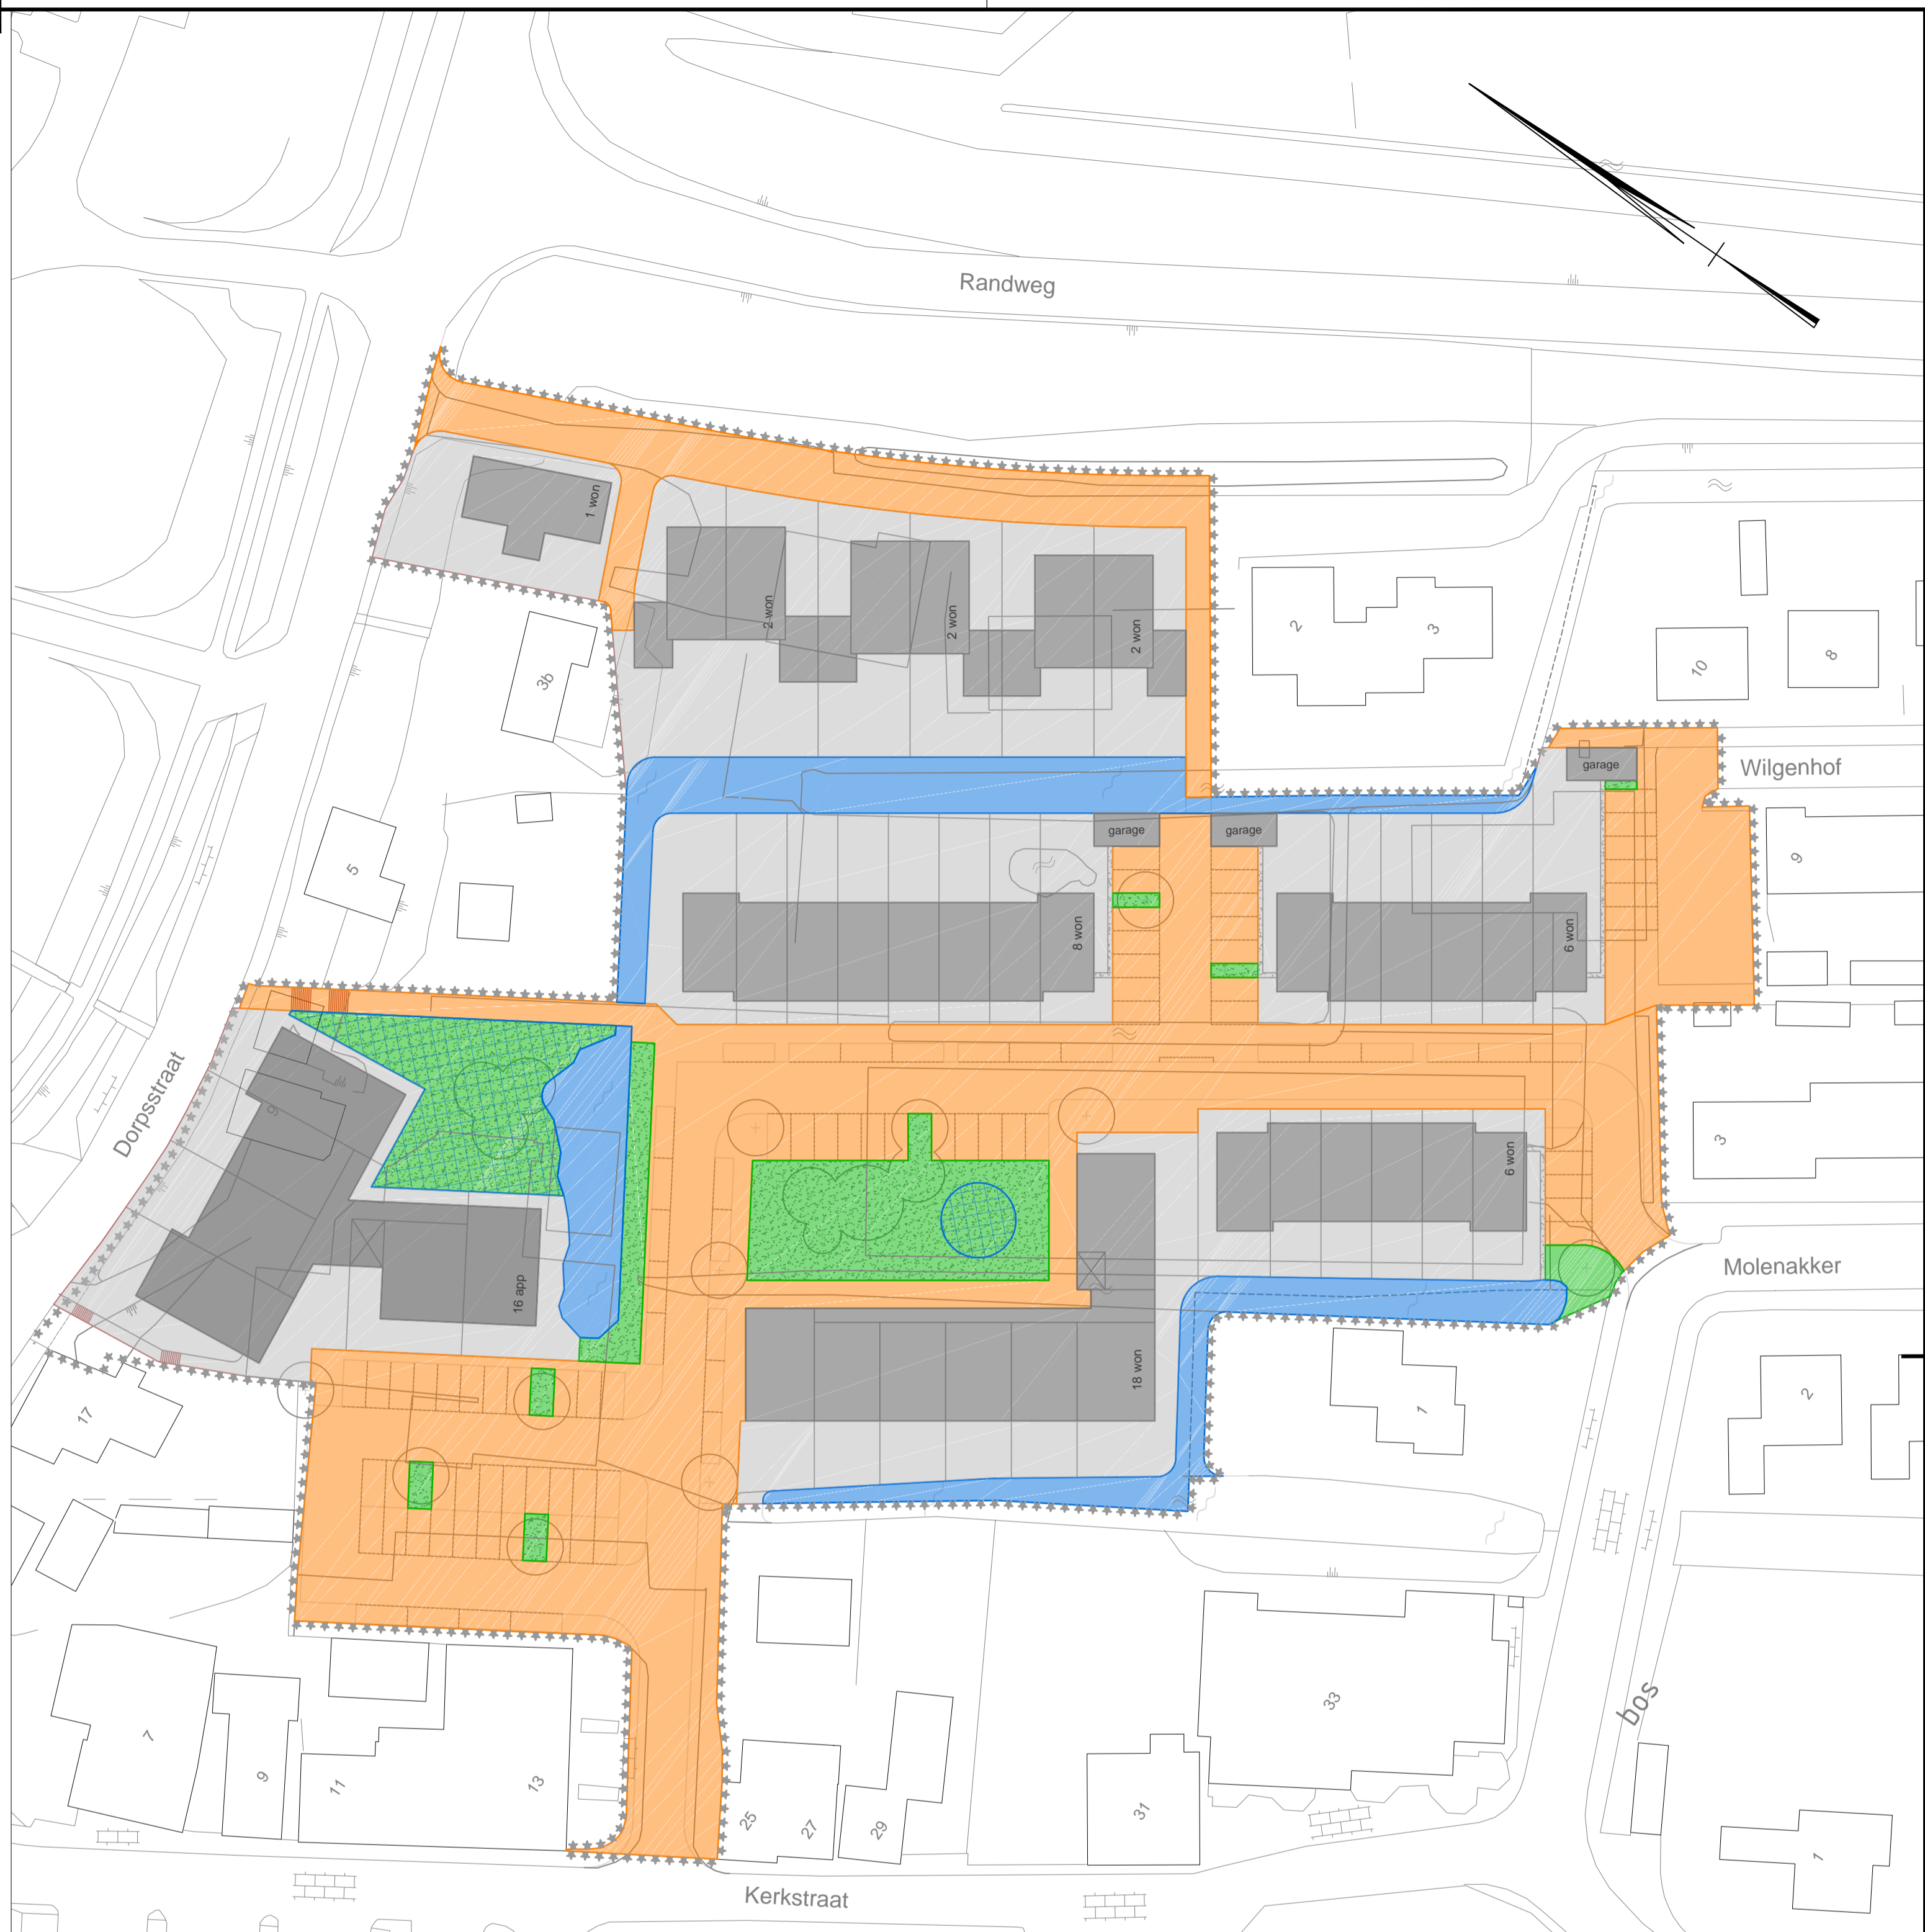 Randweg
1 won
2 won
2 won
2 won
2
3
3b
10
8
garage
Wilgenhof
garage
garage
9
5
8 won
6 won
Dorpsstraat
9
3
6 won
16 app
Molenakker
18 won
17
1
2
33
bos
7
9
11
13
25
27
29
31
1
Kerkstraat